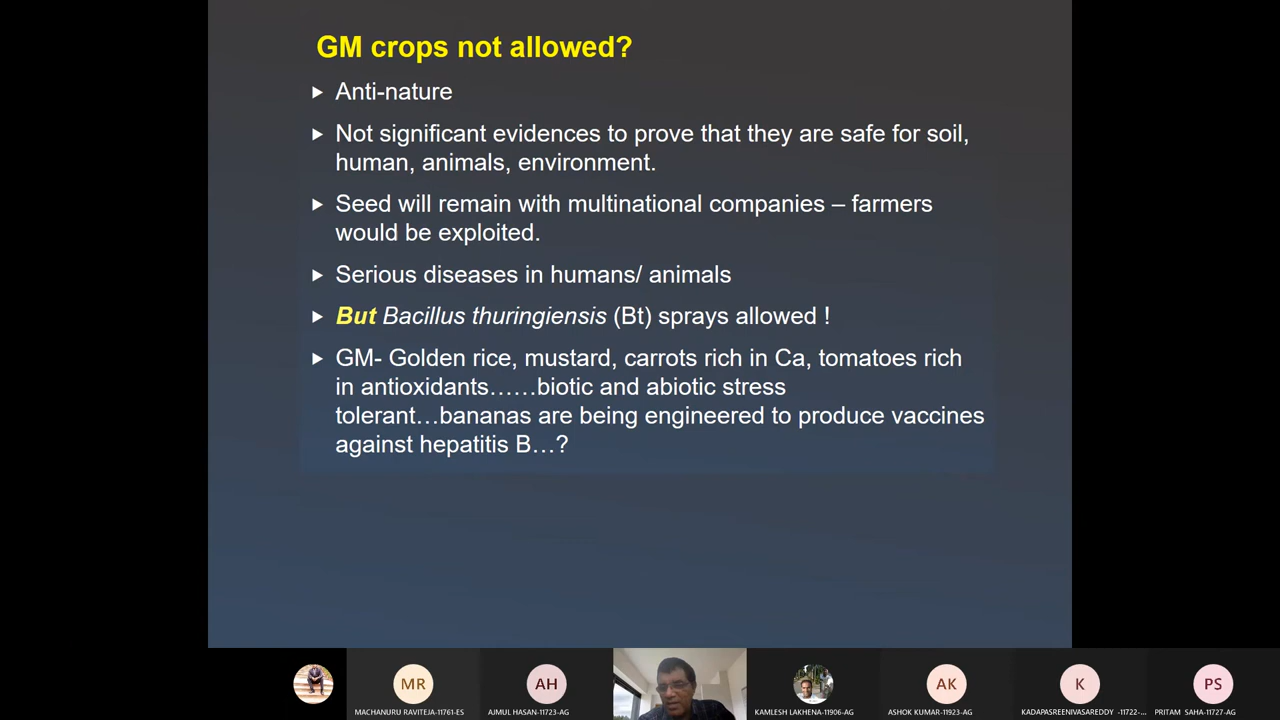 GM crops not allowed?
Anti-nature
Not significant evidences to prove that they are safe for soil,
human, animals, environment.
Seed will remain with multinational companies – farmers
would be exploited.
Serious diseases in humans/ animals
But Bacillus thuringiensis (Bt) sprays allowed !
GM- Golden rice, mustard, carrots rich in Ca, tomatoes rich
in antioxidants……biotic and abiotic stress
tolerant…bananas are being engineered to produce vaccines
against hepatitis B…?
MR
AH
AK
K
PS
MACHANURU RAVITEJA-11761-ES
AJMUL HASAN-11723-AG
KAMLESH LAKHENA-11906-AG
ASHOK KUMAR-11923-AG
KADAPASREENIVASAREDDY -11722-...
PRITAM SAHA-11727-AG